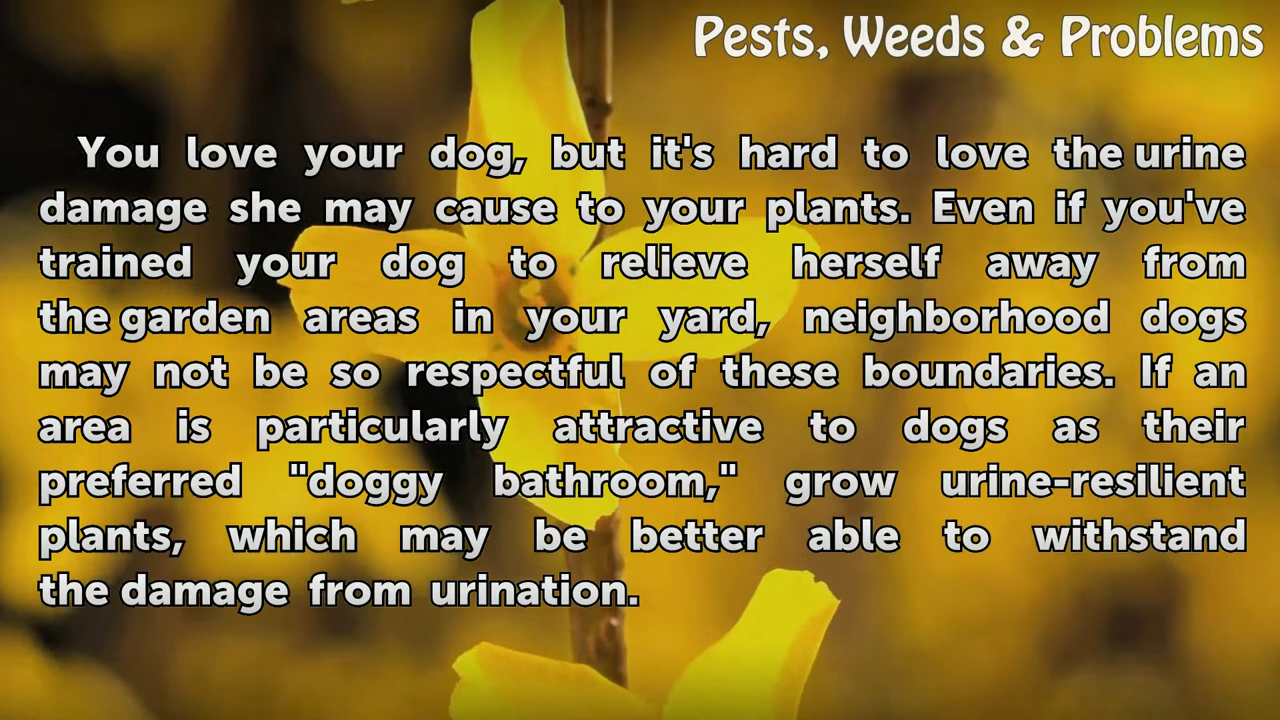 Pests, Weeds & Problems
You love your dog, but it's hard to love the urine
damage she may cause to your plants. Even if you've
trained your dog to relieve herself away from
the garden areas in your yard, neighborhood dogs
may not be so respectful of these boundaries. If an
area is particularly attractive to dogs as their
preferred "doggy bathroom," grow urine-resilient
plants, which may be better able to withstand
the damage from urination.